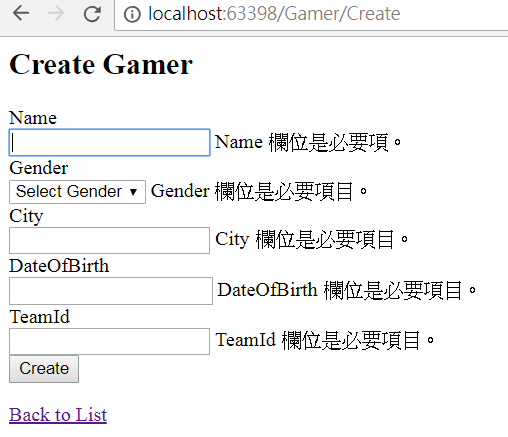 localhost:63398/Gamer/Create
Create Gamer
Name
Name 欄位是必要項。
Gender
Select Gender ▾ Gender 欄位是必要項目。
City
City 欄位是必要項目。
DateOfBirth
DateOfBirth 欄位是必要項目。
TeamId
TeamId 欄位是必要項目。
Create
Back to List